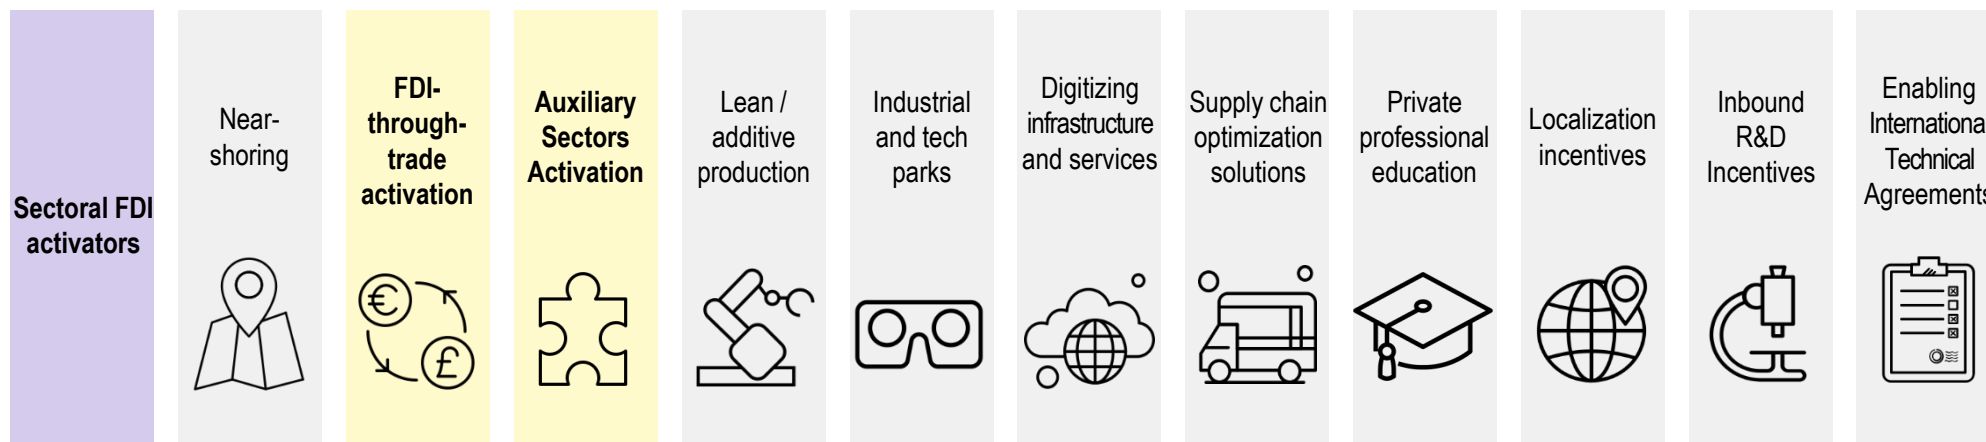 Sectoral FDI
activators
Near-
shoring
FDI-
through-
trade
activation
Auxiliary
Sectors
Activation
Lean /
additive
production
Industrial
and tech
parks
Digitizing
infrastructure
and services
Supply chain
optimization
solutions
Private
professional
education
Localization
incentives
Inbound
R&D
Incentives
Enabling
Internationa
Technical
Agreements
€
£